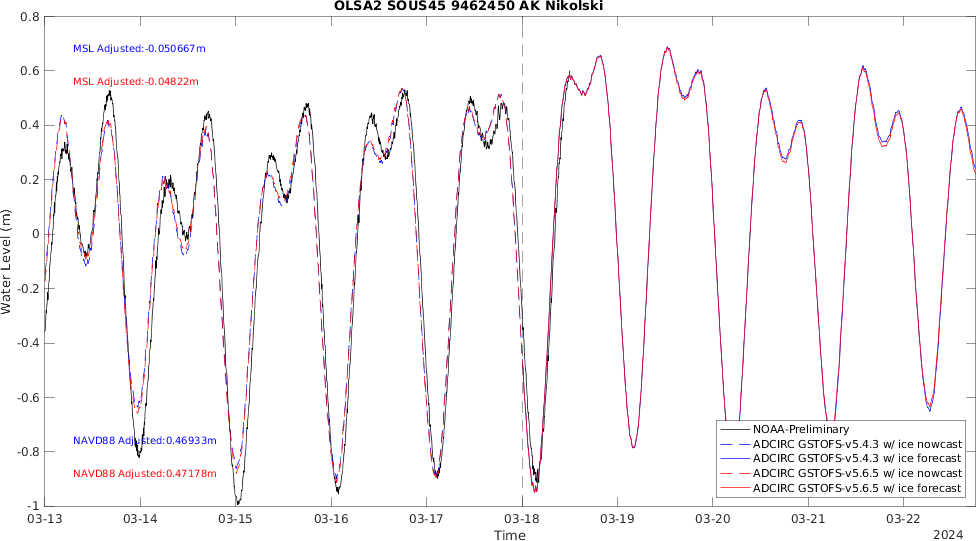 OLSA2 SOUS45 9462450 AK Nikolski
0.8
0.6
0.4
0.2
0
-0.2
-0.4
-0.6
-0.8
-1
Water Level (m)
MSL Adjusted:-0.050667m
MSL Adjusted:-0.04822m
NAVD88 Adjusted:0.46933m
NAVD88 Adjusted:0.47178m
NOAA-Preliminary
ADCIRC GSTOFS-v5.4.3 w/ ice nowcast
ADCIRC GSTOFS-v5.4.3 w/ ice forecast
ADCIRC GSTOFS-v5.6.5 w/ ice nowcast
ADCIRC GSTOFS-v5.6.5 w/ ice forecast
03-13 03-14 03-15 03-16 03-17 03-18 03-19 03-20 03-21 03-22
Time
2024